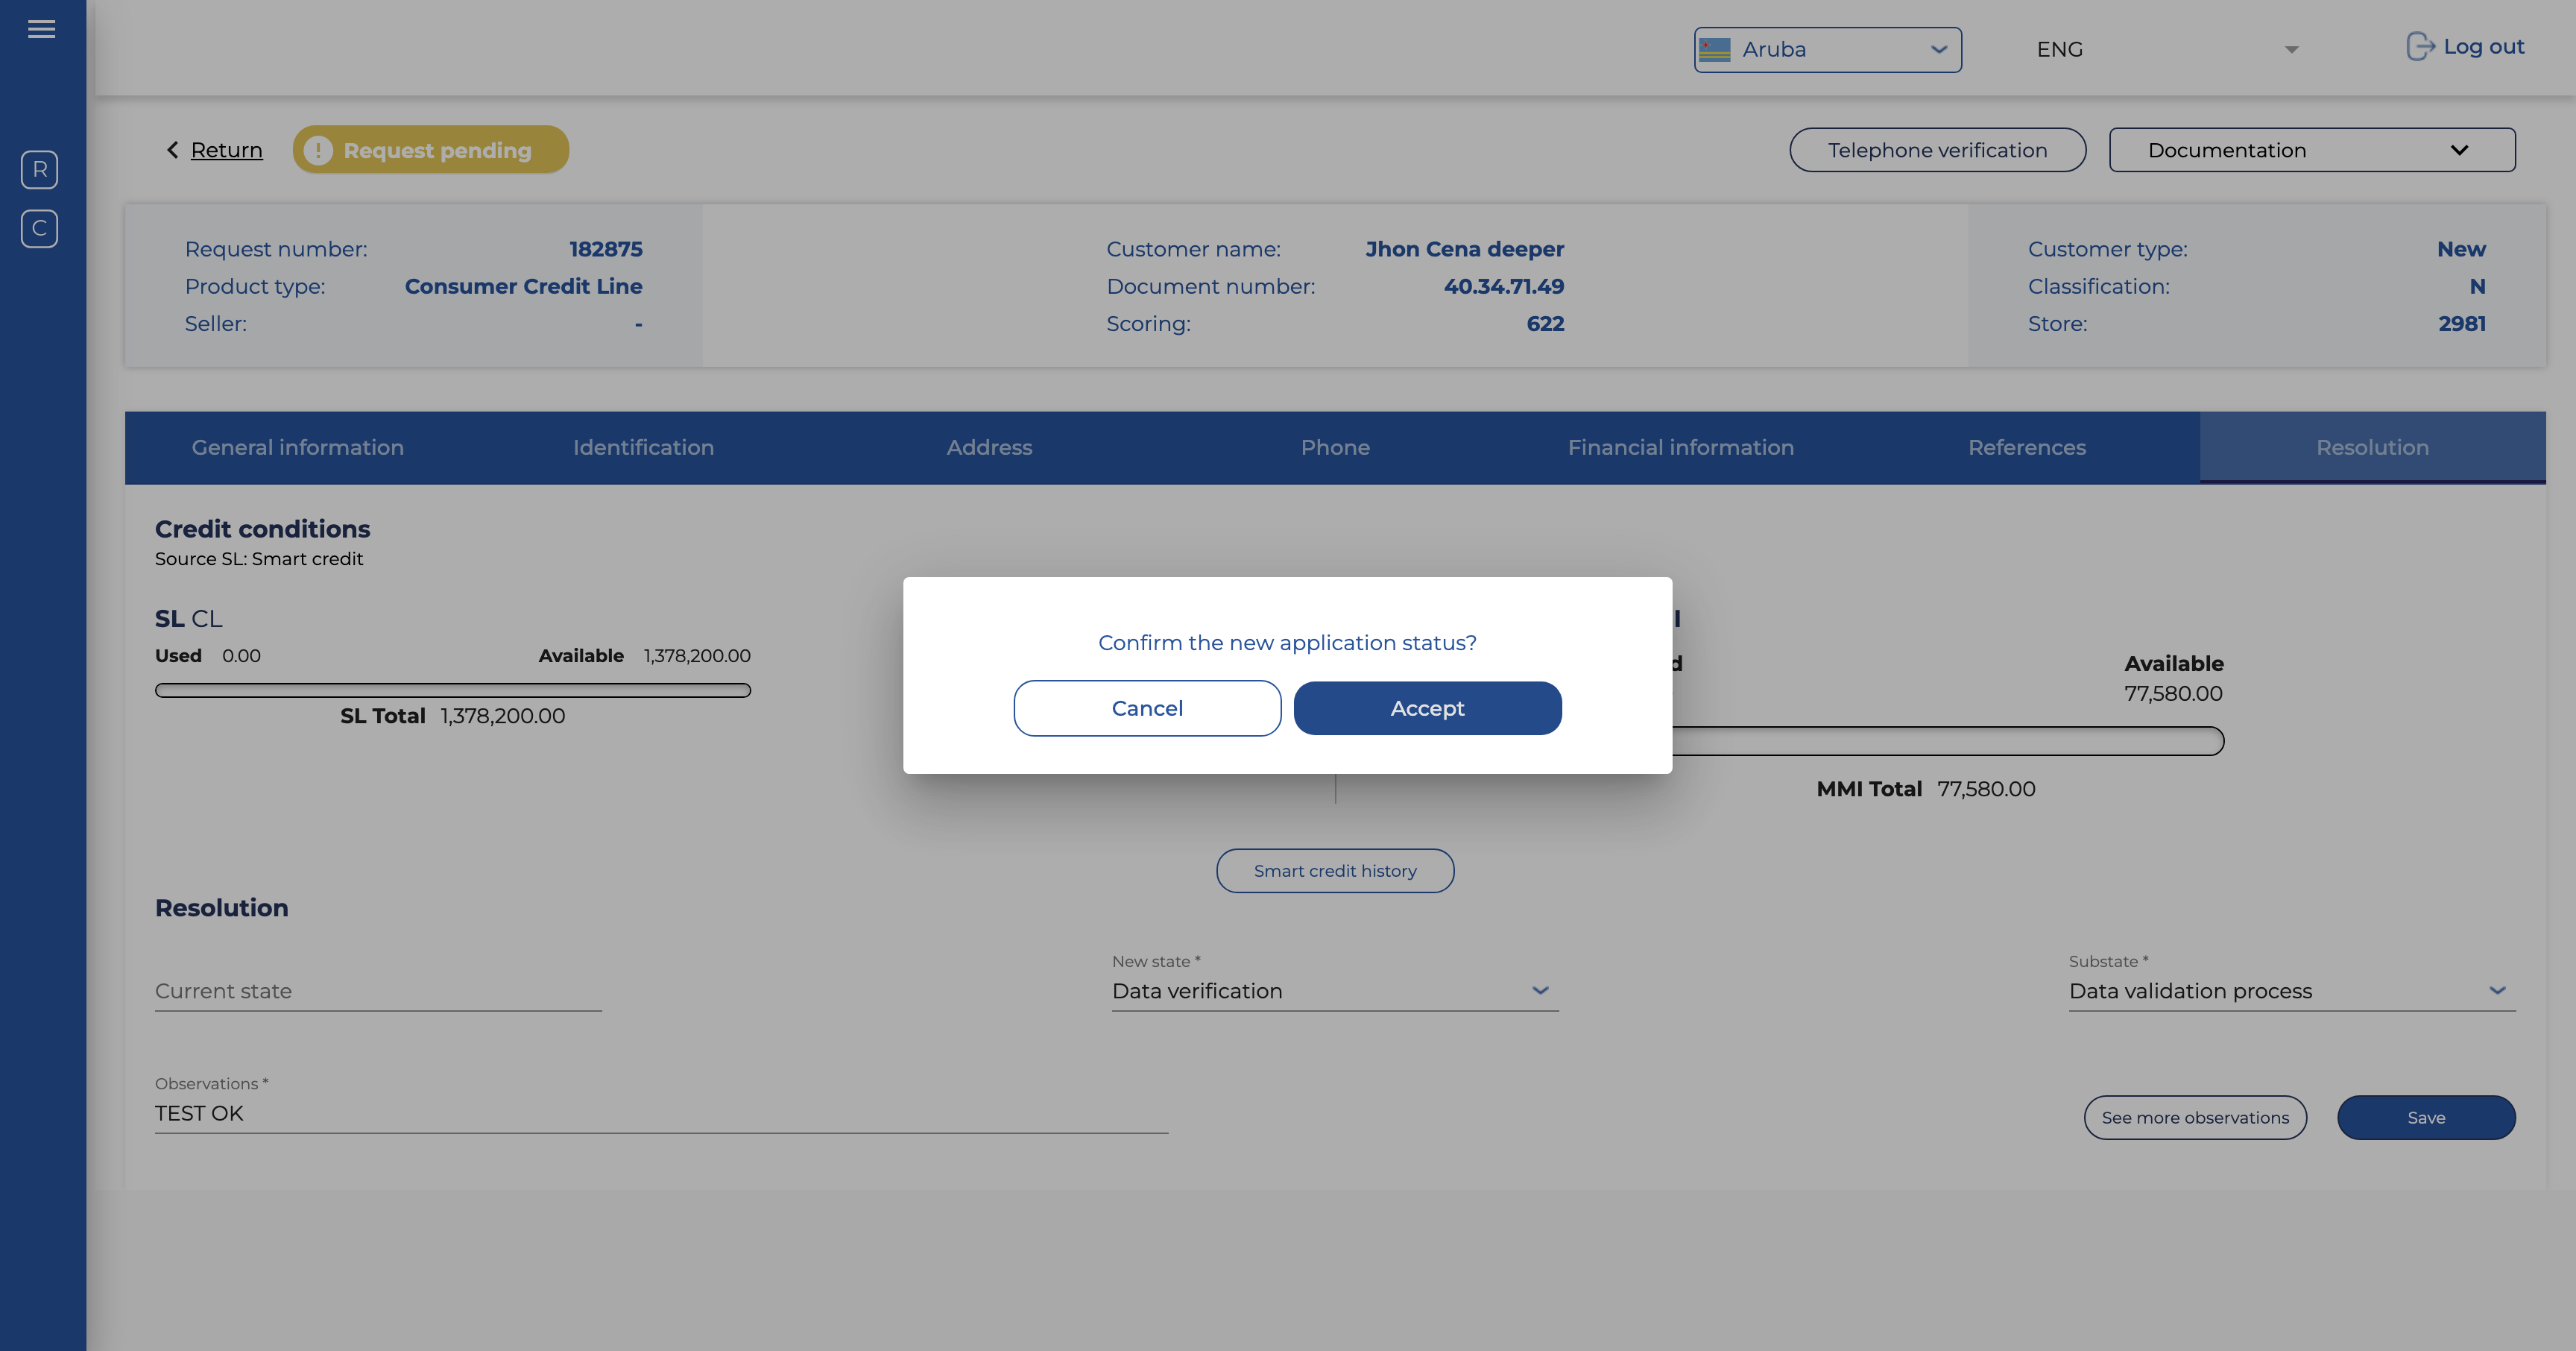 Aruba
ENG
Log out
R
C
Return
Request pending
Telephone verification
Documentation
Request number: 182875
Product type: Consumer Credit Line
Seller: -
Customer name: Jhon Cena deeper
Document number: 40.34.71.49
Scoring: 622
Customer type: New
Classification: N
Store: 2981
General information
Identification
Address
Phone
Financial information
References
Resolution
Credit conditions
Source SL: Smart credit
SL CL
Used 0.00
Available 1,378,200.00
SL Total 1,378,200.00
Confirm the new application status?
Cancel
Accept
Available
77,580.00
MMI Total 77,580.00
Smart credit history
Resolution
Current state
New state *
Data verification
Substate *
Data validation process
Observations *
TEST OK
See more observations
Save